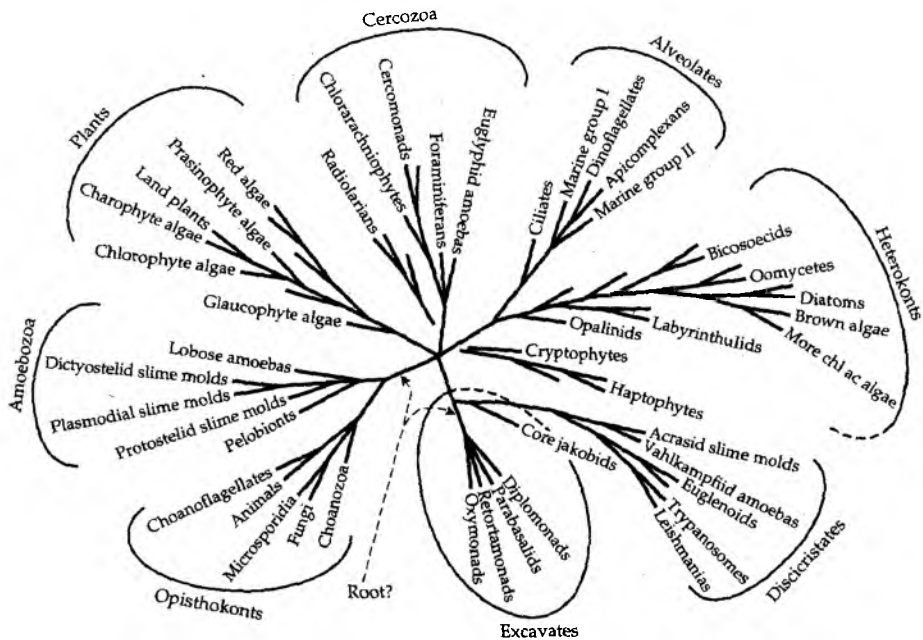 Cercozoa
Alveolates
Plants
Heterokonts
Amoebozoa
Opisthokonts
Excavates
Discicristates
Radiolarians
Chlorarachniophytes
Cercomonads
Foraminiferans
Euglyphid amoebas
Ciliates
Marine group I
Dinoflagellates
Apicomplexans
Marine group II
Red algae
Prasinophyte algae
Land plants
Charophyte algae
Chlorophyte algae
Glaucophyte algae
Bicosoecids
Oomycetes
Diatoms
Brown algae
More chl ac algae
Labyrinthulids
Opalinids
Cryptophytes
Haptophytes
Lobose amoebas
Dictyostelid slime molds
Plasmodial slime molds
Protostelid slime molds
Pelobionts
Choanoflagellates
Animals
Microsporidia
Fungi
Choanozoa
Root?
Core jakobids
Diplomonads
Parabasalids
Retortamonads
Oxymonads
Acrasid slime molds
Vahlkampfiid amoebas
Euglenoids
Trypanosomes
Leishmanias